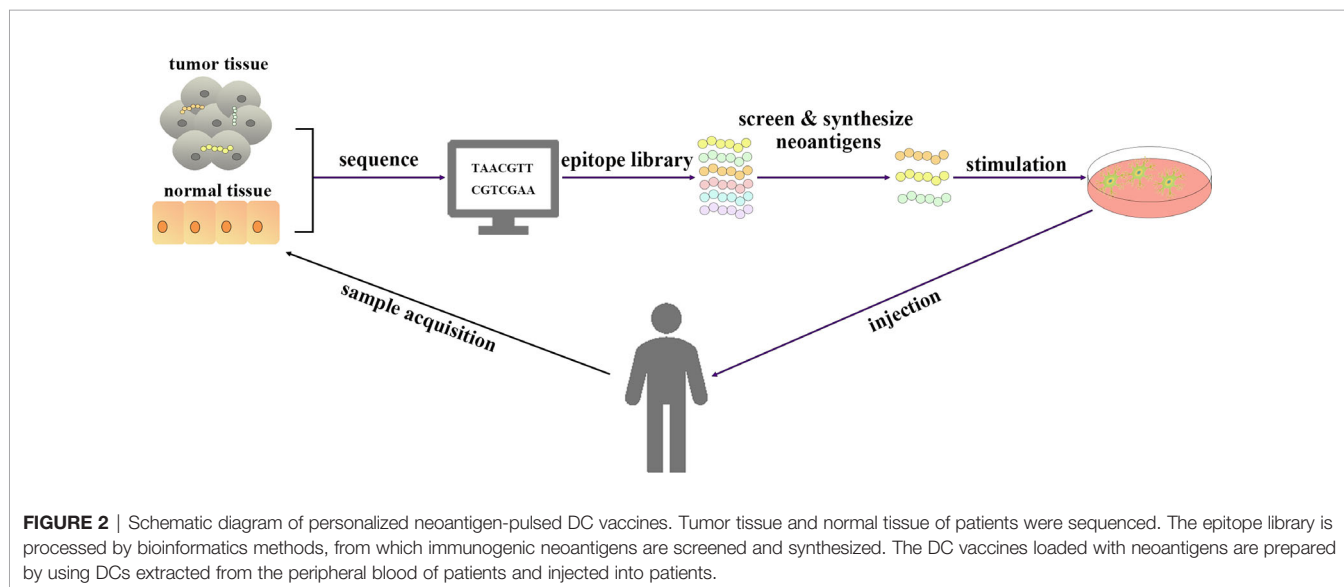 tumor tissue
normal tissue
sequence
TAACGTT
CGTCGAA
epitope library
screen & synthesize
neoantigens
stimulation
sample acquisition
injection
FIGURE 2 | Schematic diagram of personalized neoantigen-pulsed DC vaccines. Tumor tissue and normal tissue of patients were sequenced. The epitope library is
processed by bioinformatics methods, from which immunogenic neoantigens are screened and synthesized. The DC vaccines loaded with neoantigens are prepared
by using DCs extracted from the peripheral blood of patients and injected into patients.